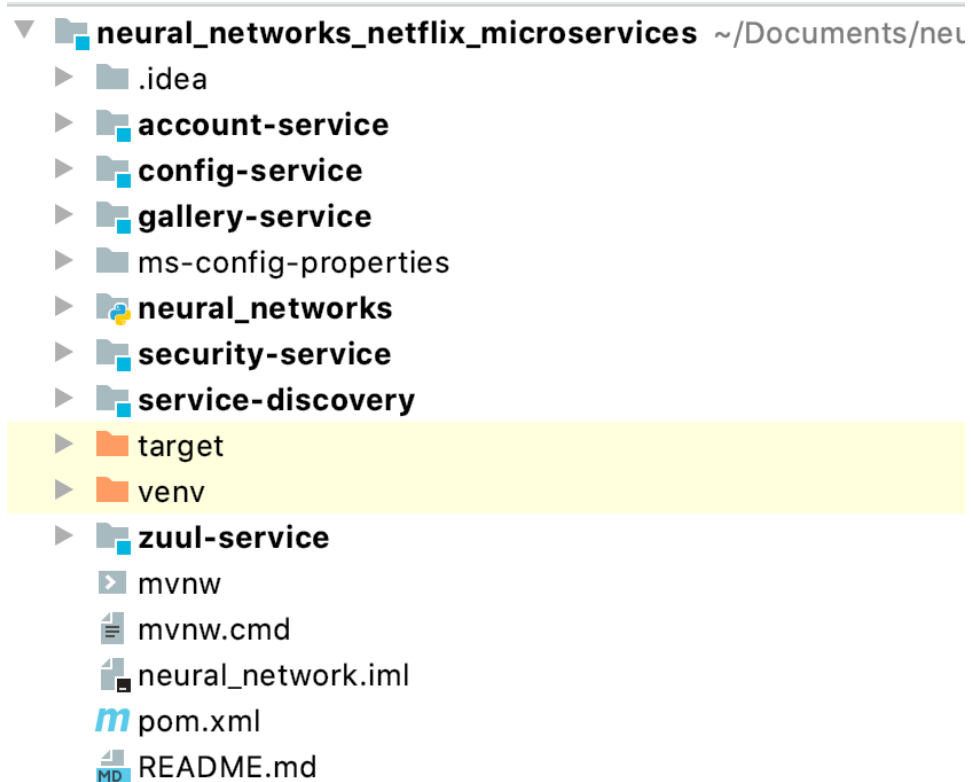 neural_networks_netflix_microservices ~/Documents/neu
.idea
account-service
config-service
gallery-service
ms-config-properties
neural_networks
security-service
service-discovery
target
venv
zuul-service
mvnw
mvnw.cmd
neural_network.iml
m pom.xml
MD README.md